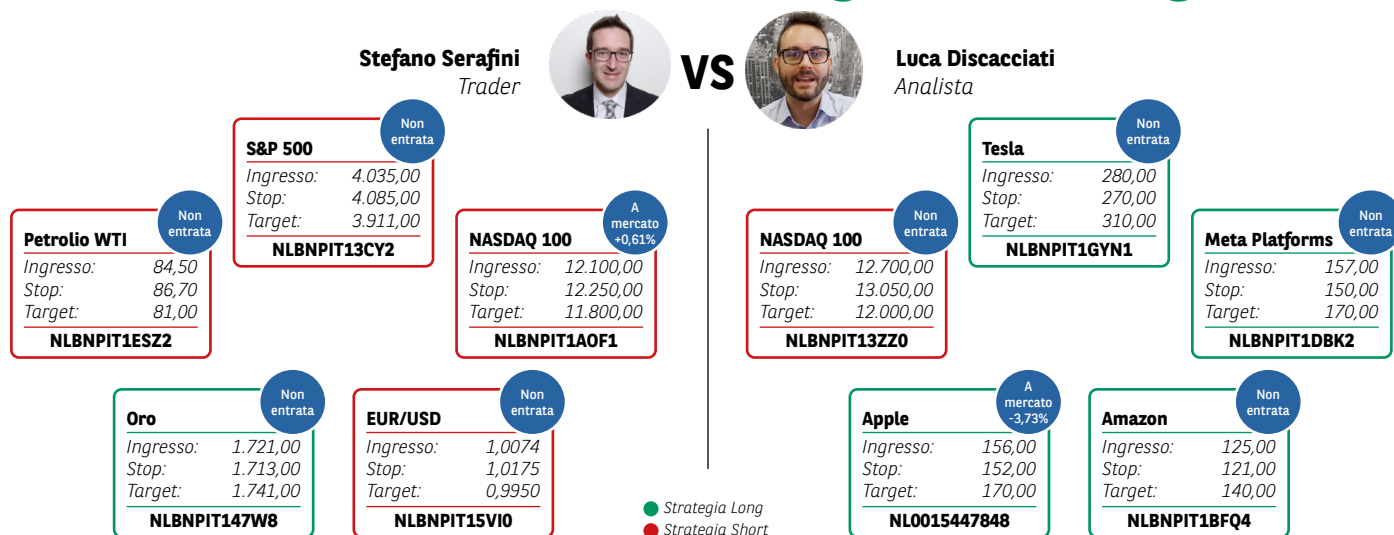 Stefano Serafini
Trader
VS
Luca Discacciati
Analista
S&P 500
Non
entrata
Ingresso: 4.035,00
Stop: 4.085,00
Target: 3.911,00
NLBNPIT13CY2
Petrolio WTI
Non
entrata
Ingresso: 84,50
Stop: 86,70
Target: 81,00
NLBNPIT1ESZ2
NASDAQ 100
A
mercato
+0,61%
Ingresso: 12.100,00
Stop: 12.250,00
Target: 11.800,00
NLBNPIT1AOF1
Oro
Non
entrata
Ingresso: 1.721,00
Stop: 1.713,00
Target: 1.741,00
NLBNPIT147W8
EUR/USD
Non
entrata
Ingresso: 1,0074
Stop: 1,0175
Target: 0,9950
NLBNPIT15VI0
Tesla
Non
entrata
Ingresso: 280,00
Stop: 270,00
Target: 310,00
NLBNPIT1GYN1
NASDAQ 100
Non
entrata
Ingresso: 12.700,00
Stop: 13.050,00
Target: 12.000,00
NLBNPIT13ZZ0
Meta Platforms
Non
entrata
Ingresso: 157,00
Stop: 150,00
Target: 170,00
NLBNPIT1DBK2
Apple
A
mercato
-3,73%
Ingresso: 156,00
Stop: 152,00
Target: 170,00
NL0015447848
Amazon
Non
entrata
Ingresso: 125,00
Stop: 121,00
Target: 140,00
NLBNPIT1BFQ4
Strategia Long
Strategia Short